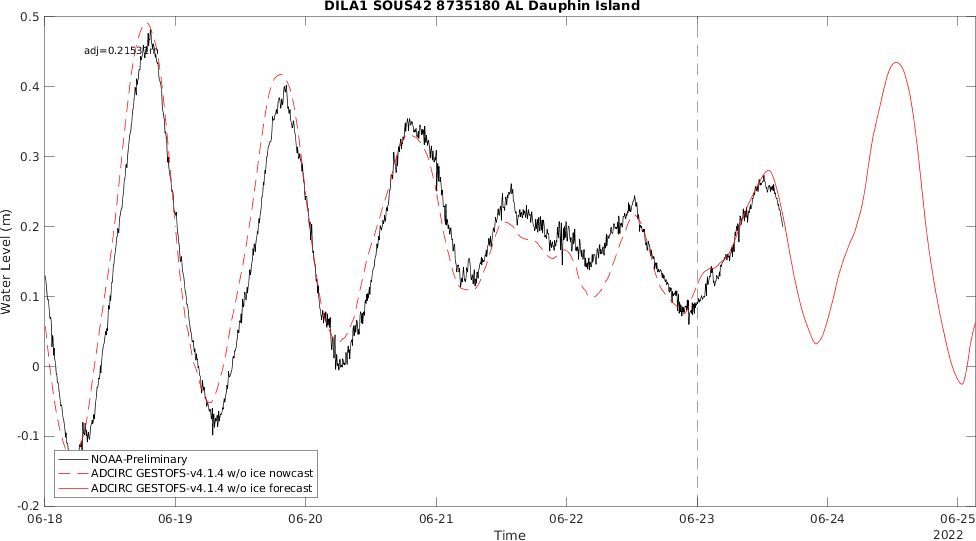 DILA1 SOUS42 8735180 AL Dauphin Island
0.5
adj=0.2153
0.4
0.3
0.2
0.1
0
-0.1
-0.2
Water Level (m)
NOAA-Preliminary
ADCIRC GESTOFS-v4.1.4 w/o ice nowcast
ADCIRC GESTOFS-v4.1.4 w/o ice forecast
06-18 06-19 06-20 06-21 06-22 06-23 06-24 06-25
Time
2022